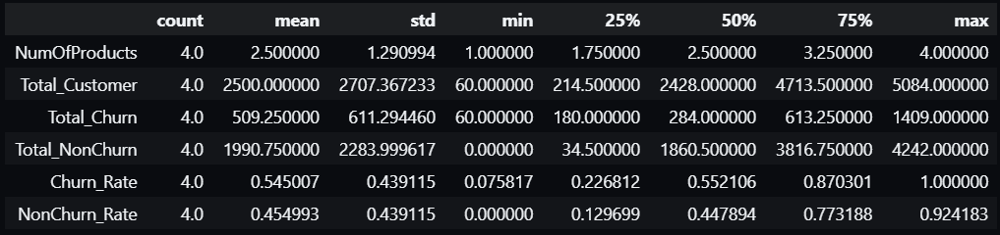 count mean std min 25% 50% 75% max
NumOfProducts 4.0 2.500000 1.290994 1.000000 1.750000 2.500000 3.250000 4.000000
Total_Customer 4.0 2500.000000 2707.367233 60.000000 214.500000 2428.000000 4713.500000 5084.000000
Total_Churn 4.0 509.250000 611.294460 60.000000 180.000000 284.000000 613.250000 1409.000000
Total_NonChurn 4.0 1990.750000 2283.999617 0.000000 34.500000 1860.500000 3816.750000 4242.000000
Churn_Rate 4.0 0.545007 0.439115 0.075817 0.226812 0.552106 0.870301 1.000000
NonChurn_Rate 4.0 0.454993 0.439115 0.000000 0.129699 0.447894 0.773188 0.924183